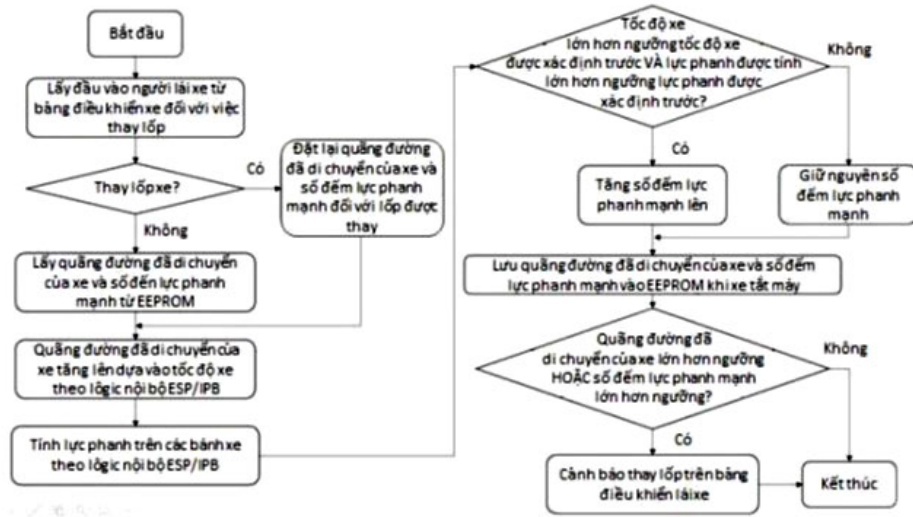 Bắt đầu
Lấy đầu vào người lái xe từ
bảng điều khiển xe đối với việc
thay lốp
Thay lốp xe?
Có
Đặt lại quãng đường
đã di chuyển của xe và
số đếm lực phanh
mạnh đối với lốp được
thay
Không
Lấy quãng đường đã di chuyển
của xe và số đến lực phanh
mạnh từ EEPROM
Quãng đường đã di chuyển của
xe tăng lên dựa vào tốc độ xe
theo lôgic nội bộ ESP/IPB
Tính lực phanh trên các bánh xe
theo lôgic nội bộ ESP/IPB
Tốc độ xe
lớn hơn ngưỡng tốc độ xe
được xác định trước VÀ lực phanh được tính
lớn hơn ngưỡng lực phanh được
xác định trước?
Không
Có
Tăng số đếm lực
phanh mạnh lên
Giữ nguyên số
đếm lực phanh
mạnh
Lưu quãng đường đã di chuyển của xe và số đếm
lực phanh mạnh vào EEPROM khi xe tắt máy
Quãng đường đã
di chuyển của xe lớn hơn ngưỡng
HOẶC số đếm lực phanh mạnh
lớn hơn ngưỡng?
Không
Có
Cảnh báo thay lốp trên bảng
điều khiển lái xe
Kết thúc